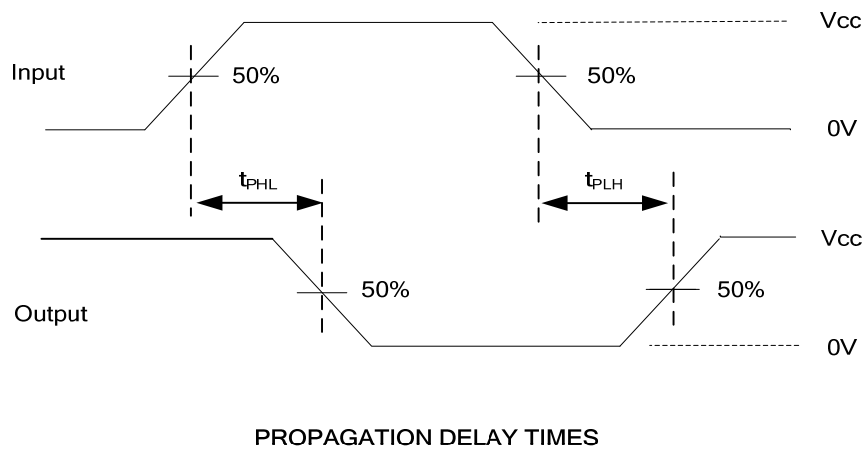 Vcc
Input
50%
50%
0V
tPHL
tPLH
Vcc
50%
50%
Output
0V
PROPAGATION DELAY TIMES